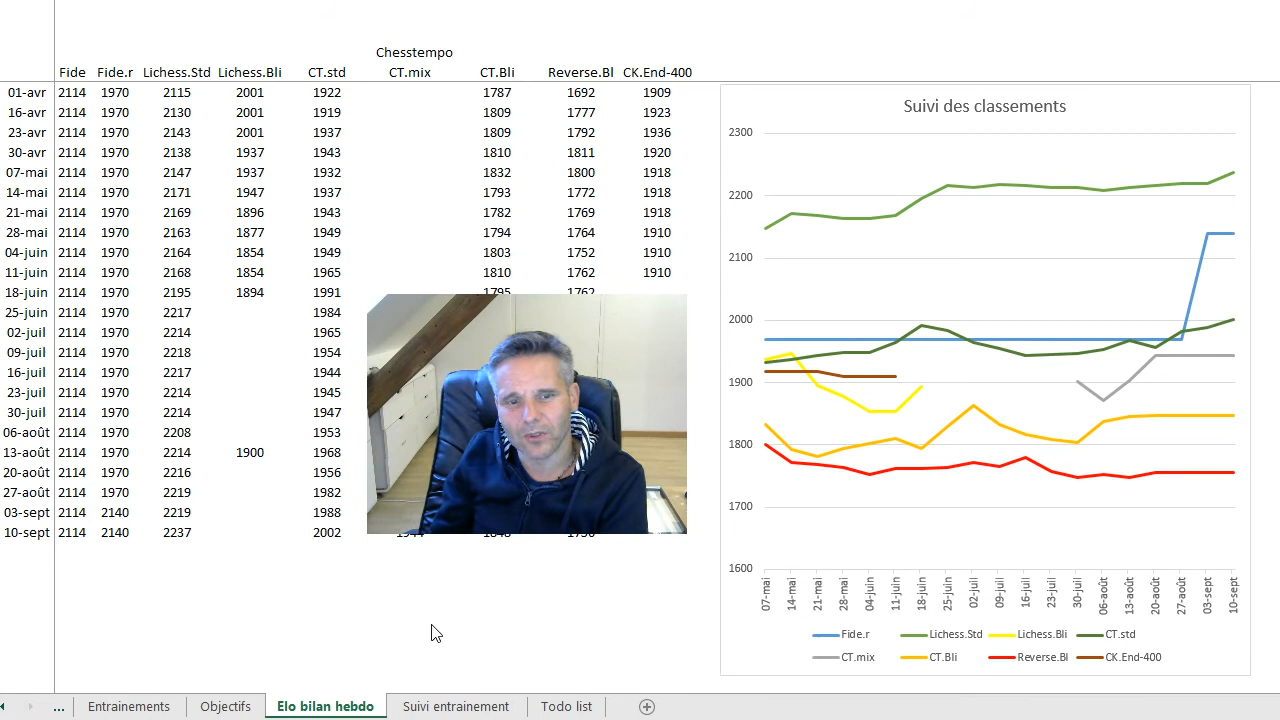 Chesstempo
Fide Fide.r Lichess.Std Lichess.Bli CT.std CT.mix CT.Bli Reverse.Bl CK.End-400
01-avr 2114 1970 2115 2001 1922 1787 1692 1909
16-avr 2114 1970 2130 2001 1919 1809 1777 1923
23-avr 2114 1970 2143 2001 1937 1809 1792 1936
30-avr 2114 1970 2138 1937 1943 1810 1811 1920
07-mai 2114 1970 2147 1937 1932 1832 1800 1918
14-mai 2114 1970 2171 1947 1937 1793 1772 1918
21-mai 2114 1970 2169 1896 1943 1782 1769 1918
28-mai 2114 1970 2163 1877 1949 1794 1764 1910
04-juin 2114 1970 2164 1854 1949 1803 1752 1910
11-juin 2114 1970 2168 1854 1965 1810 1762 1910
18-juin 2114 1970 2195 1894 1991 1795 1762
25-juin 2114 1970 2217 1984
02-juil 2114 1970 2214 1965
09-juil 2114 1970 2218 1954
16-juil 2114 1970 2217 1944
23-juil 2114 1970 2214 1945
30-juil 2114 1970 2214 1947
06-août 2114 1970 2208 1953
13-août 2114 1970 2214 1900 1968
20-août 2114 1970 2216 1956
27-août 2114 1970 2219 1982
03-sept 2114 2140 2219 1988
10-sept 2114 2140 2237 2002
Suivi des classements
2300
2200
2100
2000
1900
1800
1700
1600
07-mai 14-mai 21-mai 28-mai 04-juin 11-juin 18-juin 25-juin 02-juil 09-juil 16-juil 23-juil 30-juil 06-août 13-août 20-août 27-août 03-sept 10-sept
Fide.r Lichess.Std Lichess.Bli CT.std
CT.mix CT.Bli Reverse.Bl CK.End-400
... Entrainements Objectifs Elo bilan hebdo Suivi entrainement Todo list